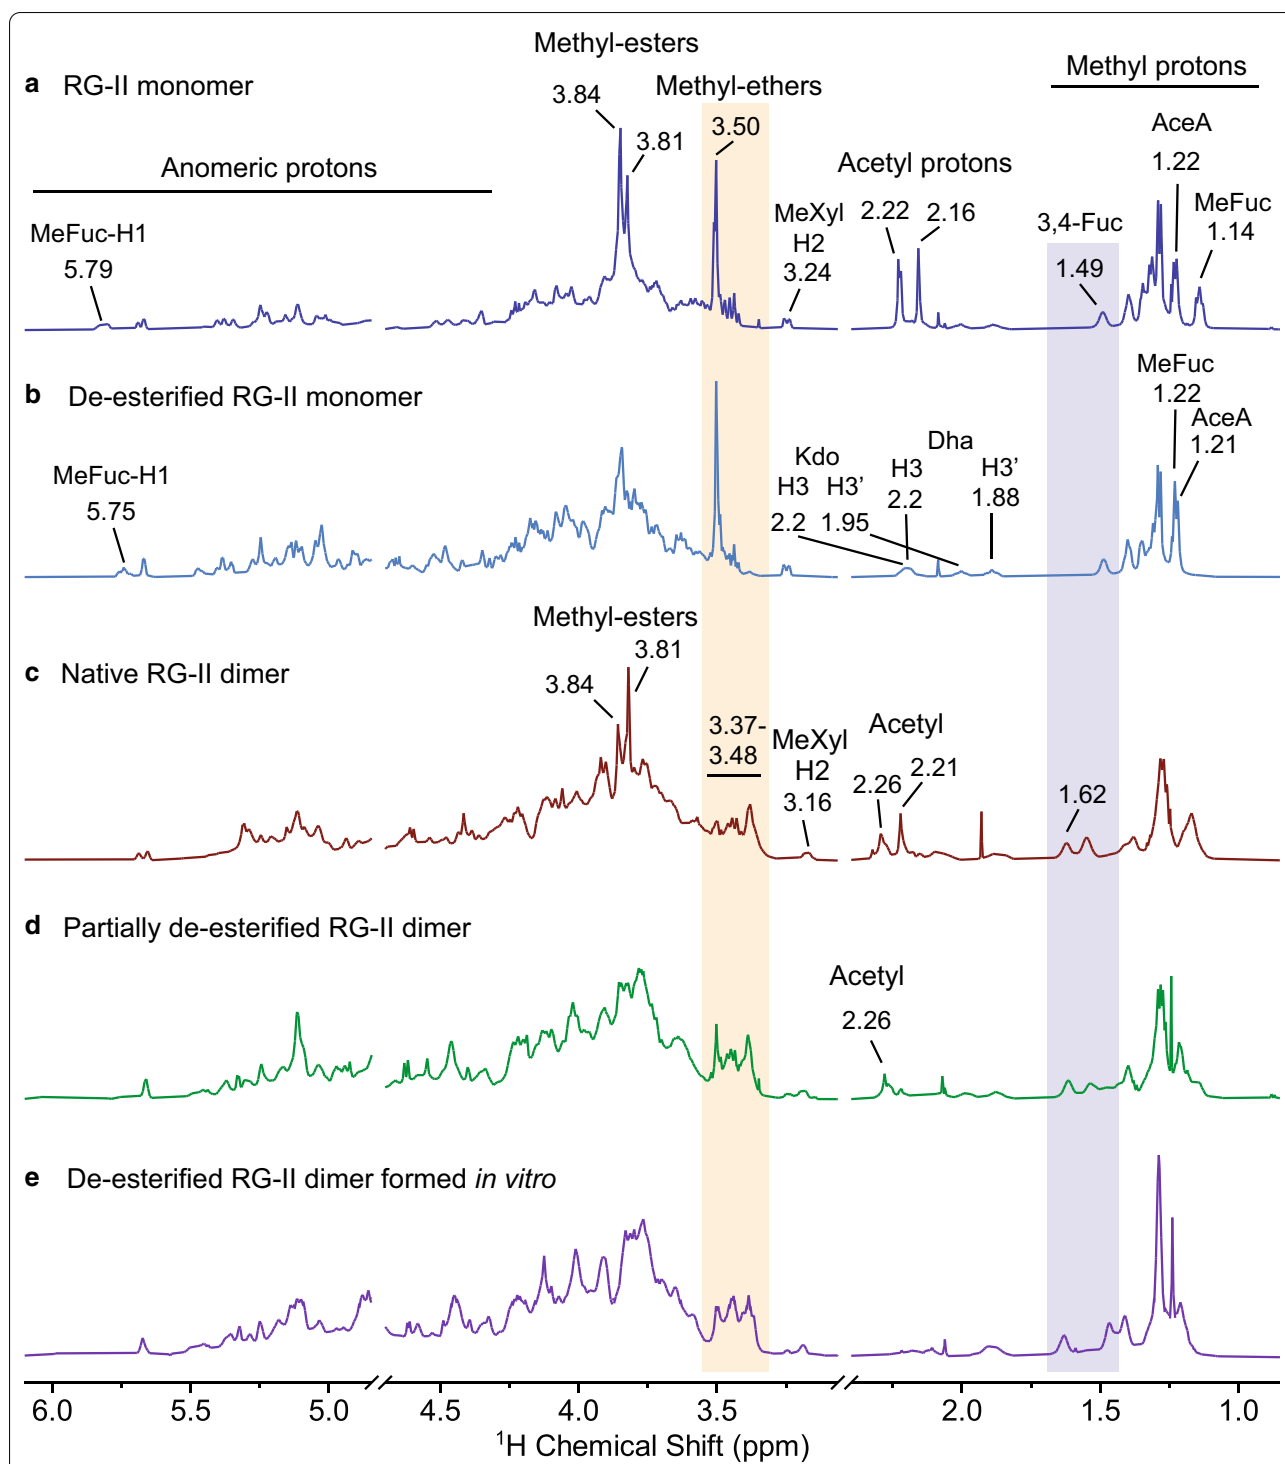 Methyl-esters
a RG-II monomer
Methyl-ethers
Methyl protons
3.84
3.81
3.50
AceA
1.22
Anomeric protons
Acetyl protons
MeFuc
1.14
MeXyl
H2
3.24
2.22
2.16
3,4-Fuc
1.49
MeFuc-H1
5.79
b De-esterified RG-II monomer
MeFuc
1.22
AceA
1.21
MeFuc-H1
5.75
Kdo
H3 H3'
2.2 1.95
Dha
H3 H3'
2.2 1.88
Methyl-esters
3.81
3.84
c Native RG-II dimer
3.37-
3.48
MeXyl
H2
3.16
Acetyl
2.26 2.21
1.62
d Partially de-esterified RG-II dimer
Acetyl
2.26
e De-esterified RG-II dimer formed in vitro
6.0 5.5 5.0 4.5 4.0 3.5 2.0 1.5 1.0
¹H Chemical Shift (ppm)